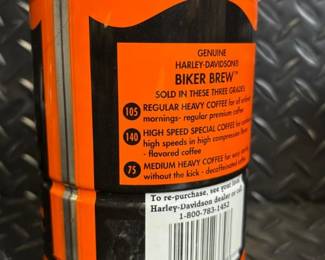 GENUINE
HARLEY-DAVIDSON®
BIKER BREW™
SOLD IN THESE THREE GRADES
105 REGULAR HEAVY COFFEE for all
mornings- regular premium coffee
140 HIGH SPEED SPECIAL COFFEE for
high speeds in high compression
- flavored coffee
75 MEDIUM HEAVY COFFEE for easy
without the kick - decaffeinated coffee
To re-purchase, see your local
Harley-Davidson dealer or call
1-800-783-1452